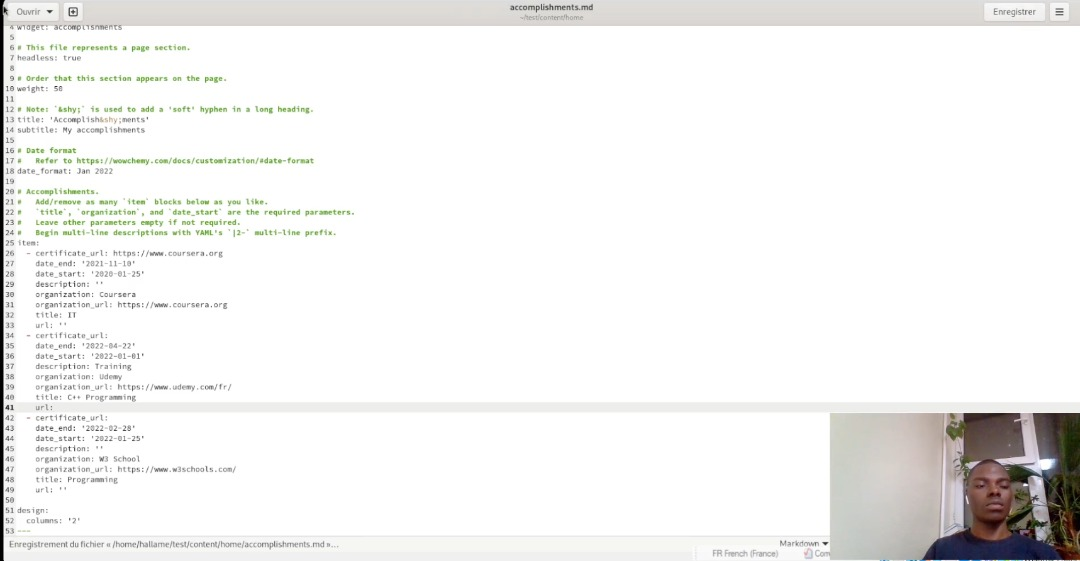 Ouvrir
accomplishments.md
~/test/content/home
Enregistrer
4 widget: accomplishments
5
6 # This file represents a page section.
7 headless: true
8
9 # Order that this section appears on the page.
10 weight: 50
11
12 # Note: `&shy;` is used to add a 'soft' hyphen in a long heading.
13 title: 'Accomplish&shy;ments'
14 subtitle: My accomplishments
15
16 # Date format
17 #   Refer to https://wowchemy.com/docs/customization/#date-format
18 date_format: Jan 2022
19
20 # Accomplishments.
21 #   Add/remove as many `item` blocks below as you like.
22 #   `title`, `organization`, and `date_start` are the required parameters.
23 #   Leave other parameters empty if not required.
24 #   Begin multi-line descriptions with YAML's `|2-` multi-line prefix.
25 item:
26   - certificate_url: https://www.coursera.org
27     date_end: '2021-11-10'
28     date_start: '2020-01-25'
29     description: ''
30     organization: Coursera
31     organization_url: https://www.coursera.org
32     title: IT
33     url: ''
34   - certificate_url:
35     date_end: '2022-04-22'
36     date_start: '2022-01-01'
37     description: Training
38     organization: Udemy
39     organization_url: https://www.udemy.com/fr/
40     title: C++ Programming
41     url:
42   - certificate_url:
43     date_end: '2022-02-28'
44     date_start: '2022-01-25'
45     description: ''
46     organization: W3 School
47     organization_url: https://www.w3schools.com/
48     title: Programming
49     url: ''
50
51 design:
52   columns: '2'
53 ---
Enregistrement du fichier « /home/hallame/test/content/home/accomplishments.md »...
Markdown
FR French (France)